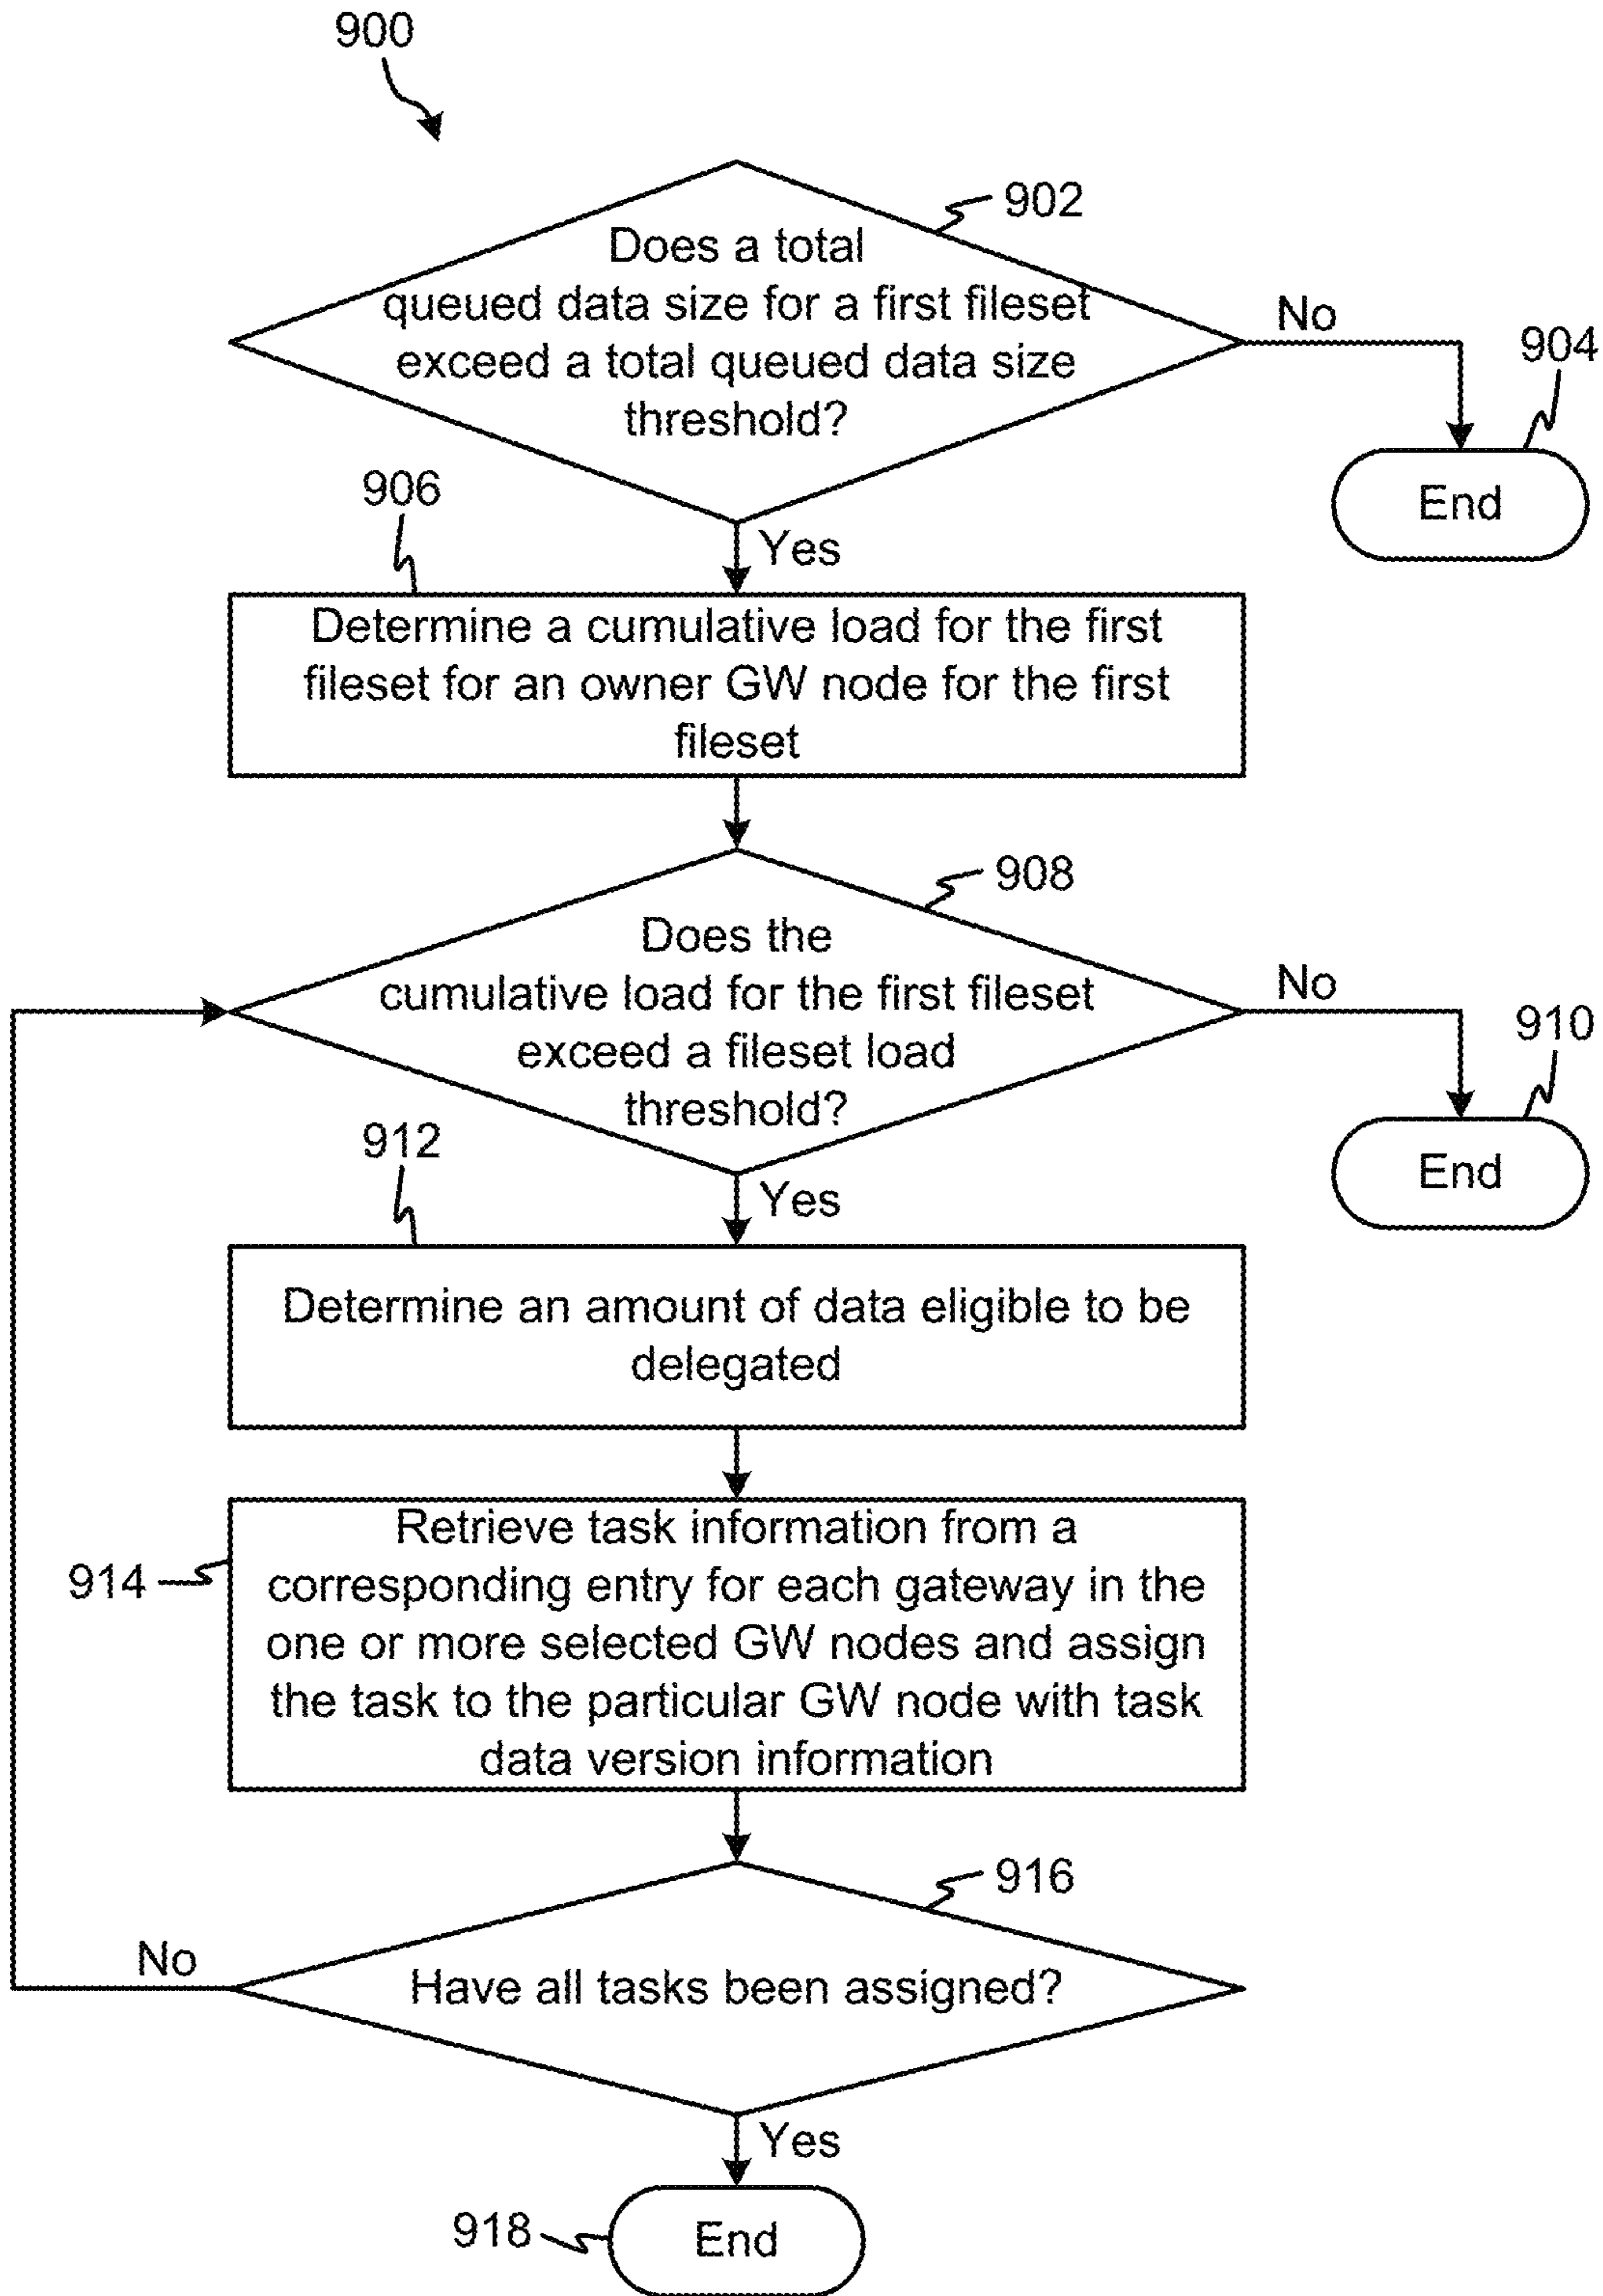 900
902
Does a total
queued data size for a first fileset
exceed a total queued data size
threshold?
No
904
End
Yes
906
Determine a cumulative load for the first
fileset for an owner GW node for the first
fileset
908
Does the
cumulative load for the first fileset
exceed a fileset load
threshold?
No
910
End
Yes
912
Determine an amount of data eligible to be
delegated
914
Retrieve task information from a
corresponding entry for each gateway in the
one or more selected GW nodes and assign
the task to the particular GW node with task
data version information
916
Have all tasks been assigned?
No
Yes
918
End